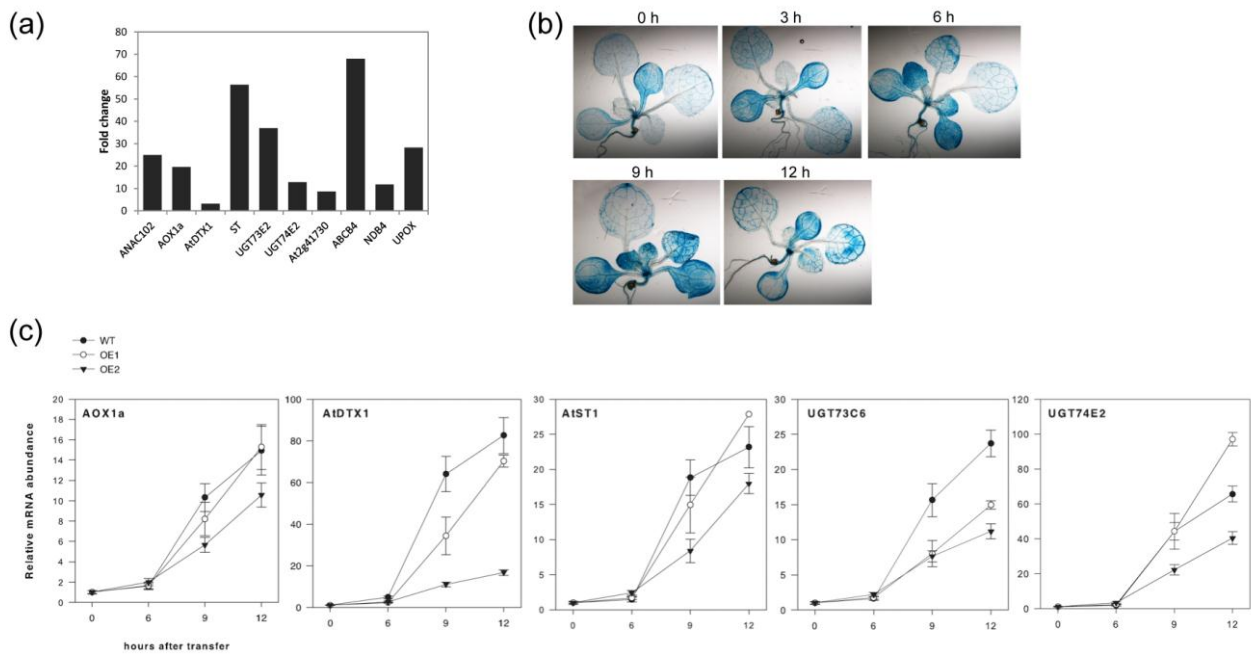 (a)
80
70
60
50
40
30
20
10
0
Fold change
ANAC102
AOX1a
AtDTX1
ST
UGT73E2
UGT74E2
At2g41730
ABCB4
NDB4
UPOX
(b)
0 h
3 h
6 h
9 h
12 h
(c)
WT
OE1
OE2
Relative mRNA abundance
AOX1a
20
18
16
14
12
10
8
6
4
2
0
0 6 9 12
hours after transfer
AtDTX1
100
80
60
40
20
0
0 6 9 12
AtST1
30
25
20
15
10
5
0
0 6 9 12
UGT73C6
30
25
20
15
10
5
0
0 6 9 12
UGT74E2
120
100
80
60
40
20
0
0 6 9 12